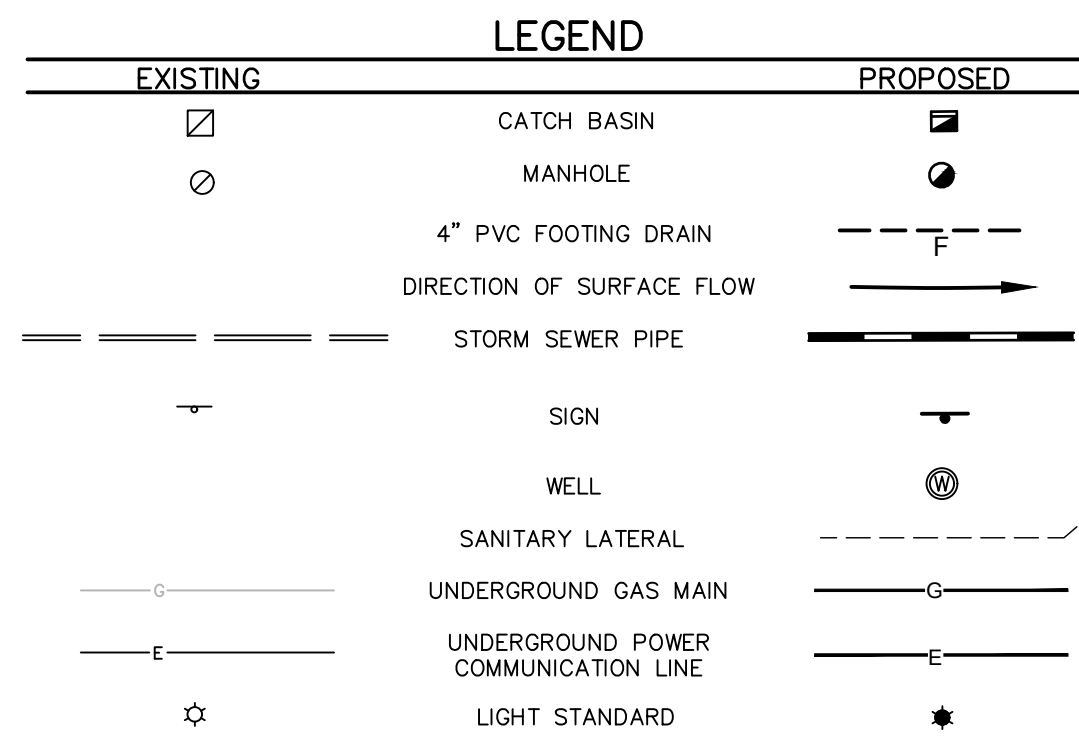 LEGEND
EXISTING PROPOSED
CATCH BASIN
MANHOLE
4” PVC FOOTING DRAIN
F
DIRECTION OF SURFACE FLOW
STORM SEWER PIPE
SIGN
WELL W
SANITARY LATERAL
G UNDERGROUND GAS MAIN G
UNDERGROUND POWER
E COMMUNICATION LINE E
LIGHT STANDARD